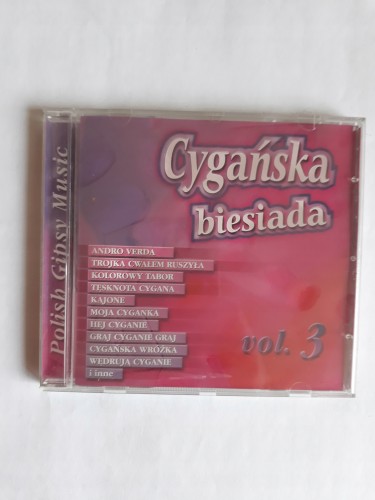 Polish Gipsy Music
Cygańska
biesiada
ANDRO VERDA
TROJKA CWAŁEM RUSZYŁA
KOLOROWY TABOR
TĘSKNOTA CYGANA
KAJONE
MOJA CYGANKA
HEJ CYGANIE
GRAJ CYGANIE GRAJ
CYGAŃSKA WRÓŻKA
WĘDRUJĄ CYGANIE
i inne
vol. 3